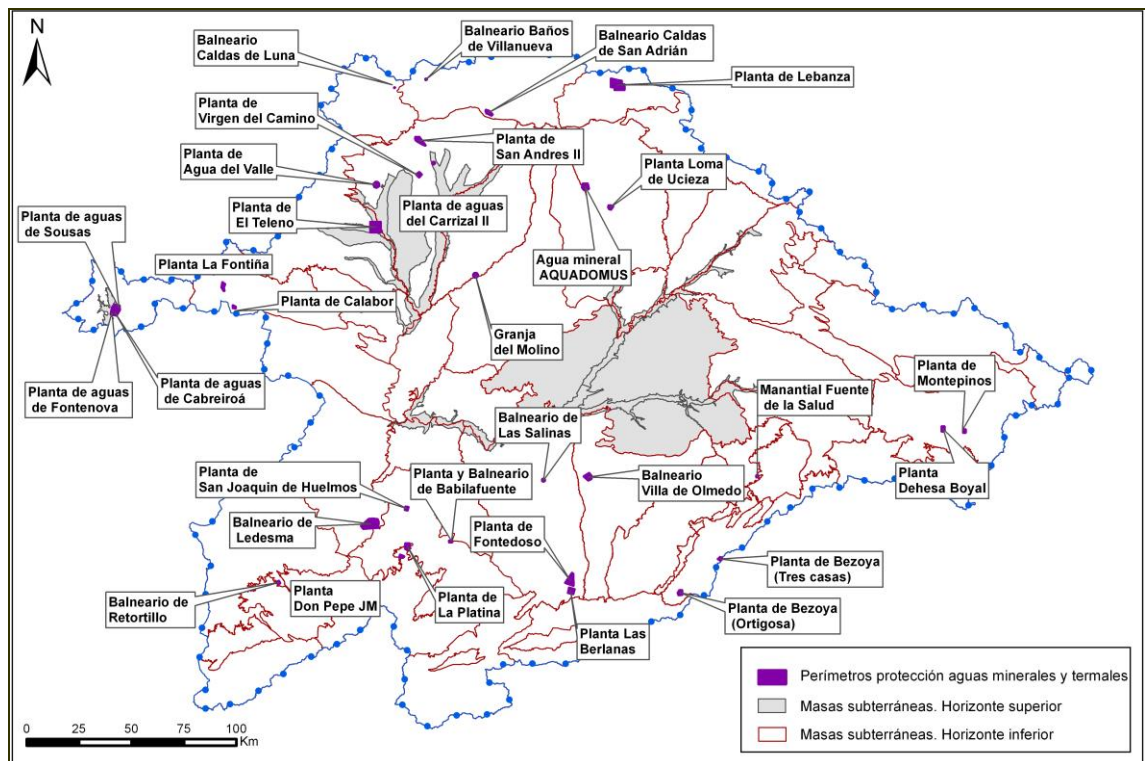 N
Balneario
Caldas de Luna
Balneario Baños
de Villanueva
Balneario Caldas
de San Adrián
Planta de Lebanza
Planta de
Virgen del Camino
Planta de
San Andres II
Planta de
Agua del Valle
Planta Loma
de Ucieza
Planta de
El Teleno
Planta de aguas
del Carrizal II
Planta de aguas
de Sousas
Agua mineral
AQUADOMUS
Planta La Fontiña
Planta de Calabor
Granja
del Molino
Planta de aguas
de Fontenova
Planta de aguas
de Cabreiroá
Planta de
Montepinos
Manantial Fuente
de la Salud
Balneario de
Las Salinas
Planta de
San Joaquin de Huelmos
Planta y Balneario
de Babilafuente
Balneario
Villa de Olmedo
Planta
Dehesa Boyal
Balneario de
Ledesma
Planta de
Fontedoso
Planta de Bezoya
(Tres casas)
Balneario de
Retortillo
Planta
Don Pepe JM
Planta de
La Platina
Planta de Bezoya
(Ortigosa)
Planta Las
Berlanas
Perímetros protección aguas minerales y termales
Masas subterráneas. Horizonte superior
Masas subterráneas. Horizonte inferior
0 25 50 75 100
Km